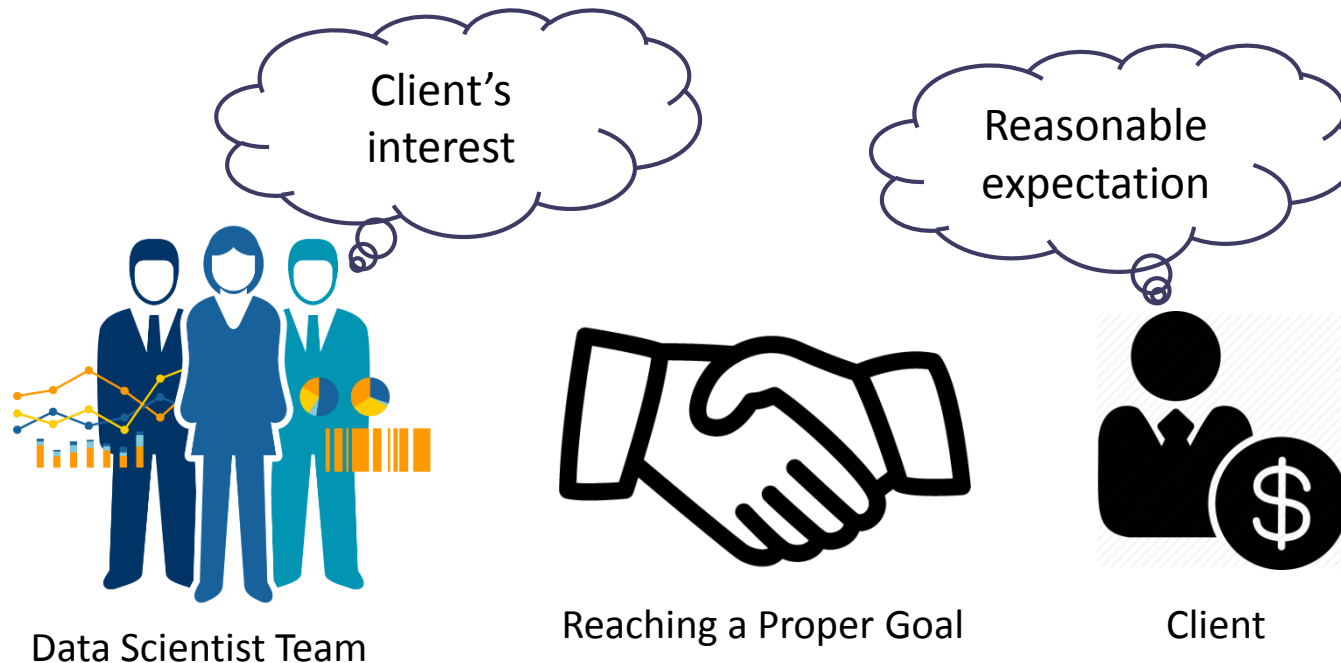 Client’s
interest
Reasonable
expectation
$
Data Scientist Team
Reaching a Proper Goal
Client